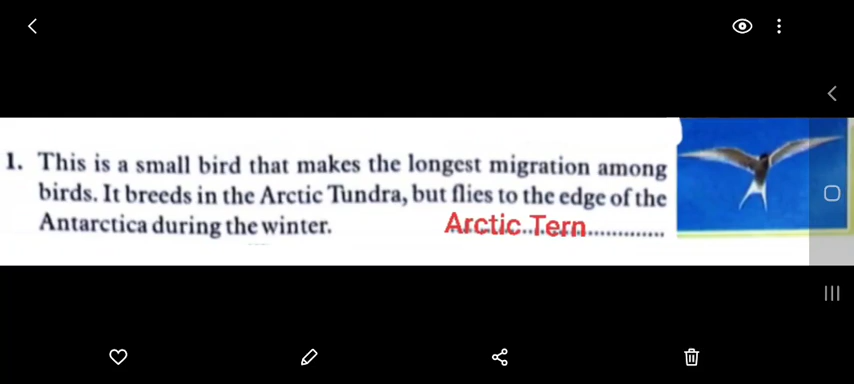 1. This is a small bird that makes the longest migration among
birds. It breeds in the Arctic Tundra, but flies to the edge of the
Antarctica during the winter. Arctic Tern